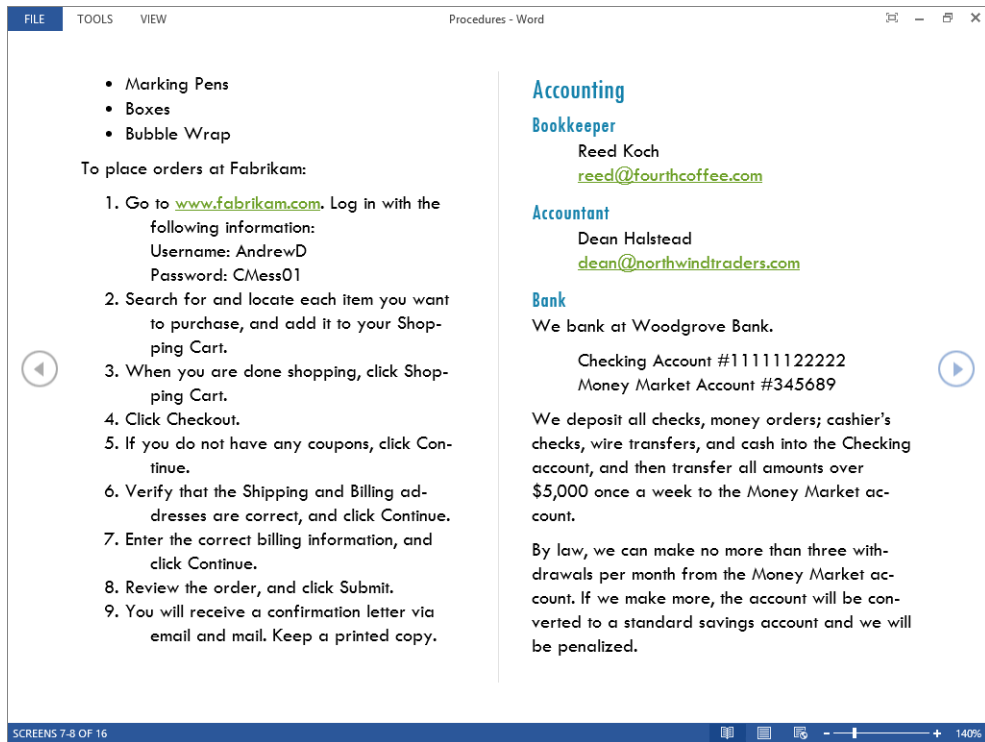 FILE TOOLS VIEW Procedures - Word
• Marking Pens
• Boxes
• Bubble Wrap
To place orders at Fabrikam:
1. Go to www.fabrikam.com. Log in with the
following information:
Username: AndrewD
Password: CMess01
2. Search for and locate each item you want
to purchase, and add it to your Shop-
ping Cart.
3. When you are done shopping, click Shop-
ping Cart.
4. Click Checkout.
5. If you do not have any coupons, click Con-
tinue.
6. Verify that the Shipping and Billing ad-
dresses are correct, and click Continue.
7. Enter the correct billing information, and
click Continue.
8. Review the order, and click Submit.
9. You will receive a confirmation letter via
email and mail. Keep a printed copy.
Accounting
Bookkeeper
Reed Koch
reed@fourthcoffee.com
Accountant
Dean Halstead
dean@northwindtraders.com
Bank
We bank at Woodgrove Bank.
Checking Account #11111122222
Money Market Account #345689
We deposit all checks, money orders; cashier's
checks, wire transfers, and cash into the Checking
account, and then transfer all amounts over
$5,000 once a week to the Money Market ac-
count.
By law, we can make no more than three with-
drawals per month from the Money Market ac-
count. If we make more, the account will be con-
verted to a standard savings account and we will
be penalized.
SCREENS 7-8 OF 16 140%